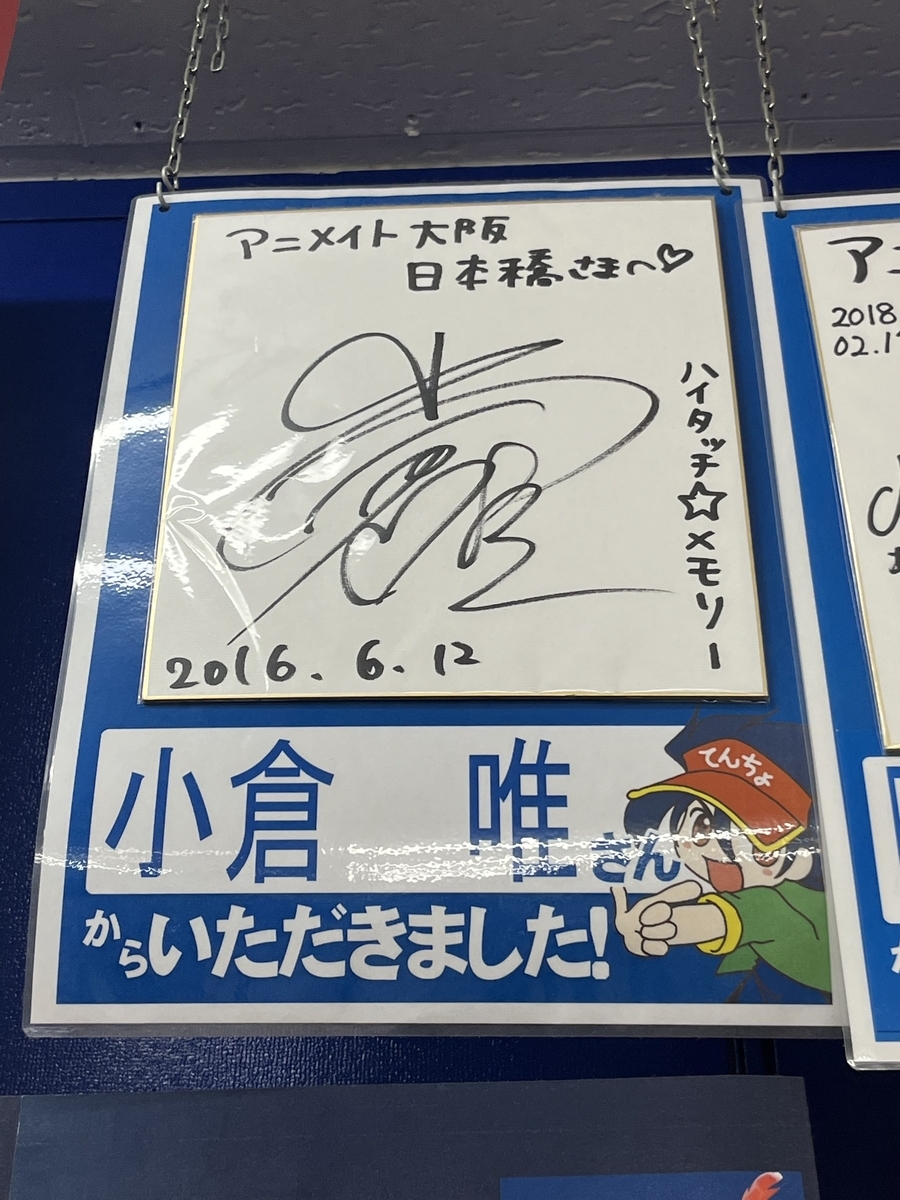 アニメイト大阪
日本橋さまへ♡
ハイタッチ☆メモリー
2016.6.12
小倉 唯さん
からいただきました!
てんちょ
アニ
2018
02.17